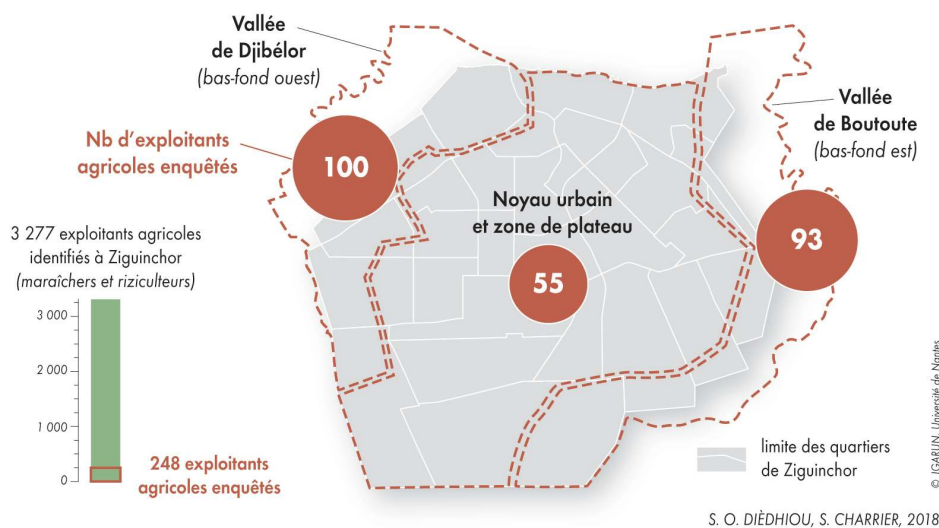 Vallée
de Djibélor
(bas-fond ouest)
Nb d'exploitants
agricoles enquêtés
100
Vallée
de Boutoute
(bas-fond est)
93
Noyau urbain
et zone de plateau
55
3 277 exploitants agricoles
identifiés à Ziguinchor
(maraîchers et riziculteurs)
3 000
2 000
1 000
0
248 exploitants
agricoles enquêtés
limite des quartiers
de Ziguinchor
© IGARUN, Université de Nantes
S. O. DIÈDHIOU, S. CHARRIER, 2018